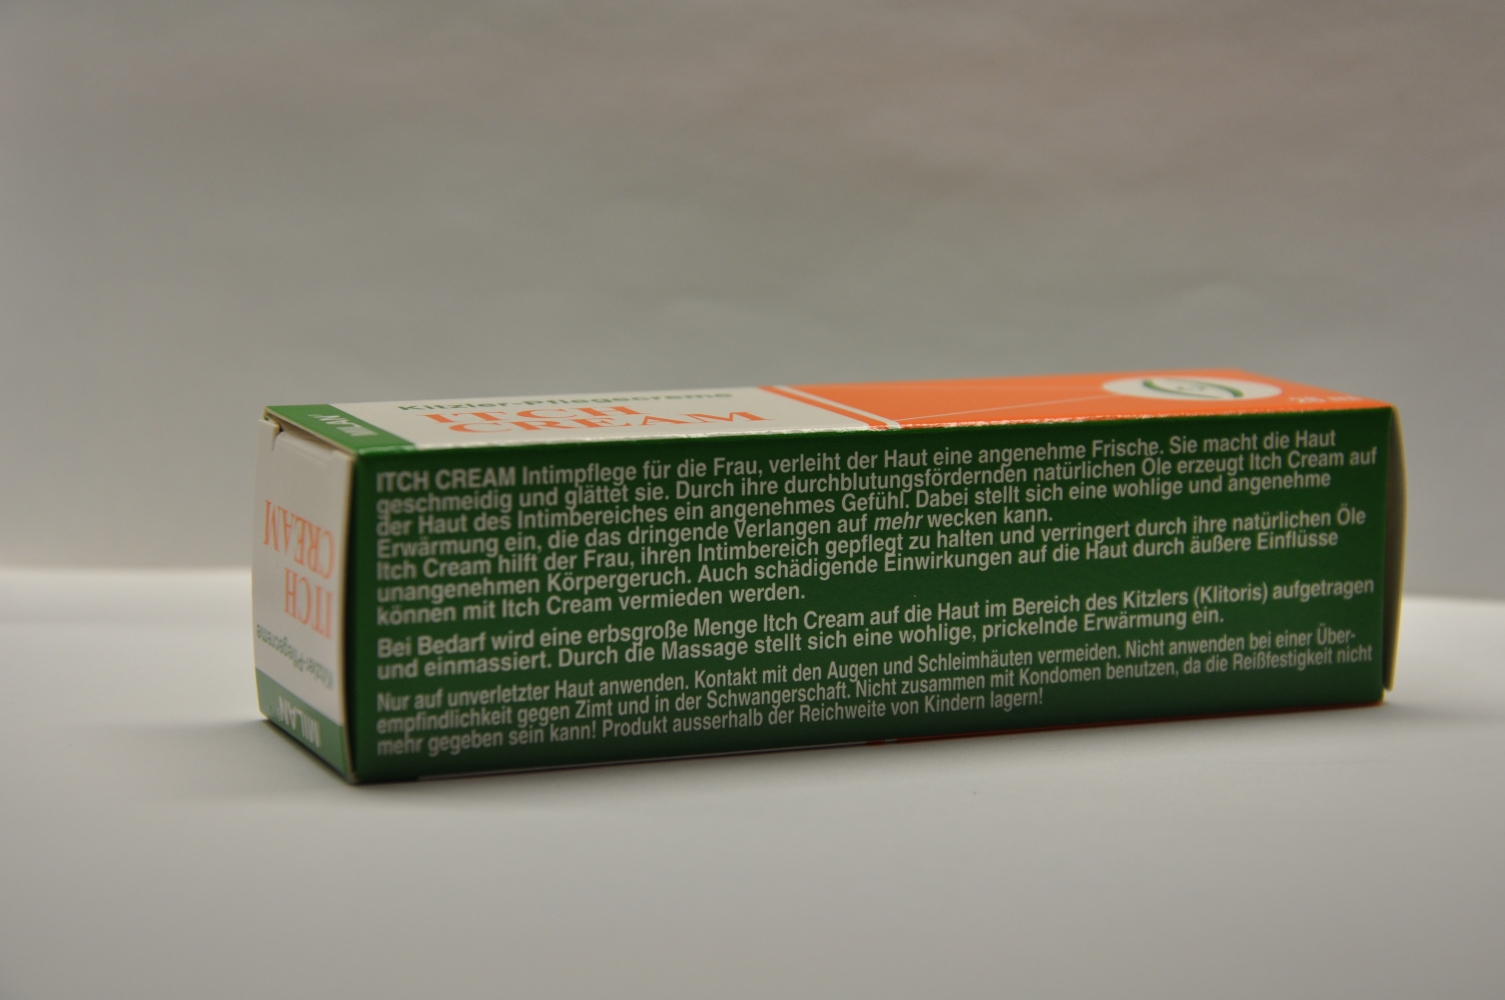 MILAN
Kitzler-Pflegecreme
ITCH
CREAM
28 ml
ITCH CREAM Intimpflege für die Frau, verleiht der Haut eine angenehme Frische. Sie macht die Haut
geschmeidig und glättet sie. Durch ihre durchblutungsfördernden natürlichen Öle erzeugt Itch Cream auf
der Haut des Intimbereiches ein angenehmes Gefühl. Dabei stellt sich eine wohlige und angenehme
Erwärmung ein, die das dringende Verlangen auf mehr wecken kann.
Itch Cream hilft der Frau, ihren Intimbereich gepflegt zu halten und verringert durch ihre natürlichen Öle
unangenehmen Körpergeruch. Auch schädigende Einwirkungen auf die Haut durch äußere Einflüsse
können mit Itch Cream vermieden werden.
Bei Bedarf wird eine erbsgroße Menge Itch Cream auf die Haut im Bereich des Kitzlers (Klitoris) aufgetragen
und einmassiert. Durch die Massage stellt sich eine wohlige, prickelnde Erwärmung ein.
Nur auf unverletzter Haut anwenden. Kontakt mit den Augen und Schleimhäuten vermeiden. Nicht anwenden bei einer Über-
empfindlichkeit gegen Zimt und in der Schwangerschaft. Nicht zusammen mit Kondomen benutzen, da die Reißfestigkeit nicht
mehr gegeben sein kann! Produkt ausserhalb der Reichweite von Kindern lagern!
MILAN
Kitzler-Pflegecreme
ITCH
CREAM